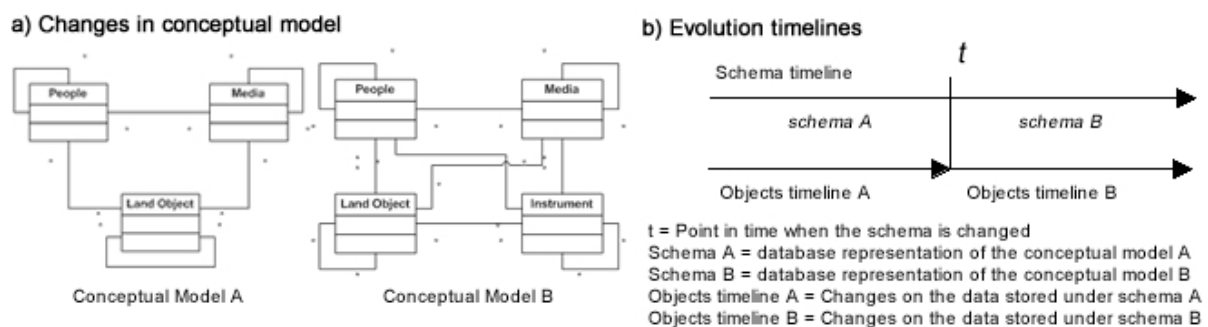 a) Changes in conceptual model
People
Media
Land Object
Conceptual Model A
People
Media
Land Object
Instrument
Conceptual Model B
b) Evolution timelines
t
Schema timeline
schema A
schema B
Objects timeline A
Objects timeline B
t = Point in time when the schema is changed
Schema A = database representation of the conceptual model A
Schema B = database representation of the conceptual model B
Objects timeline A = Changes on the data stored under schema A
Objects timeline B = Changes on the data stored under schema B